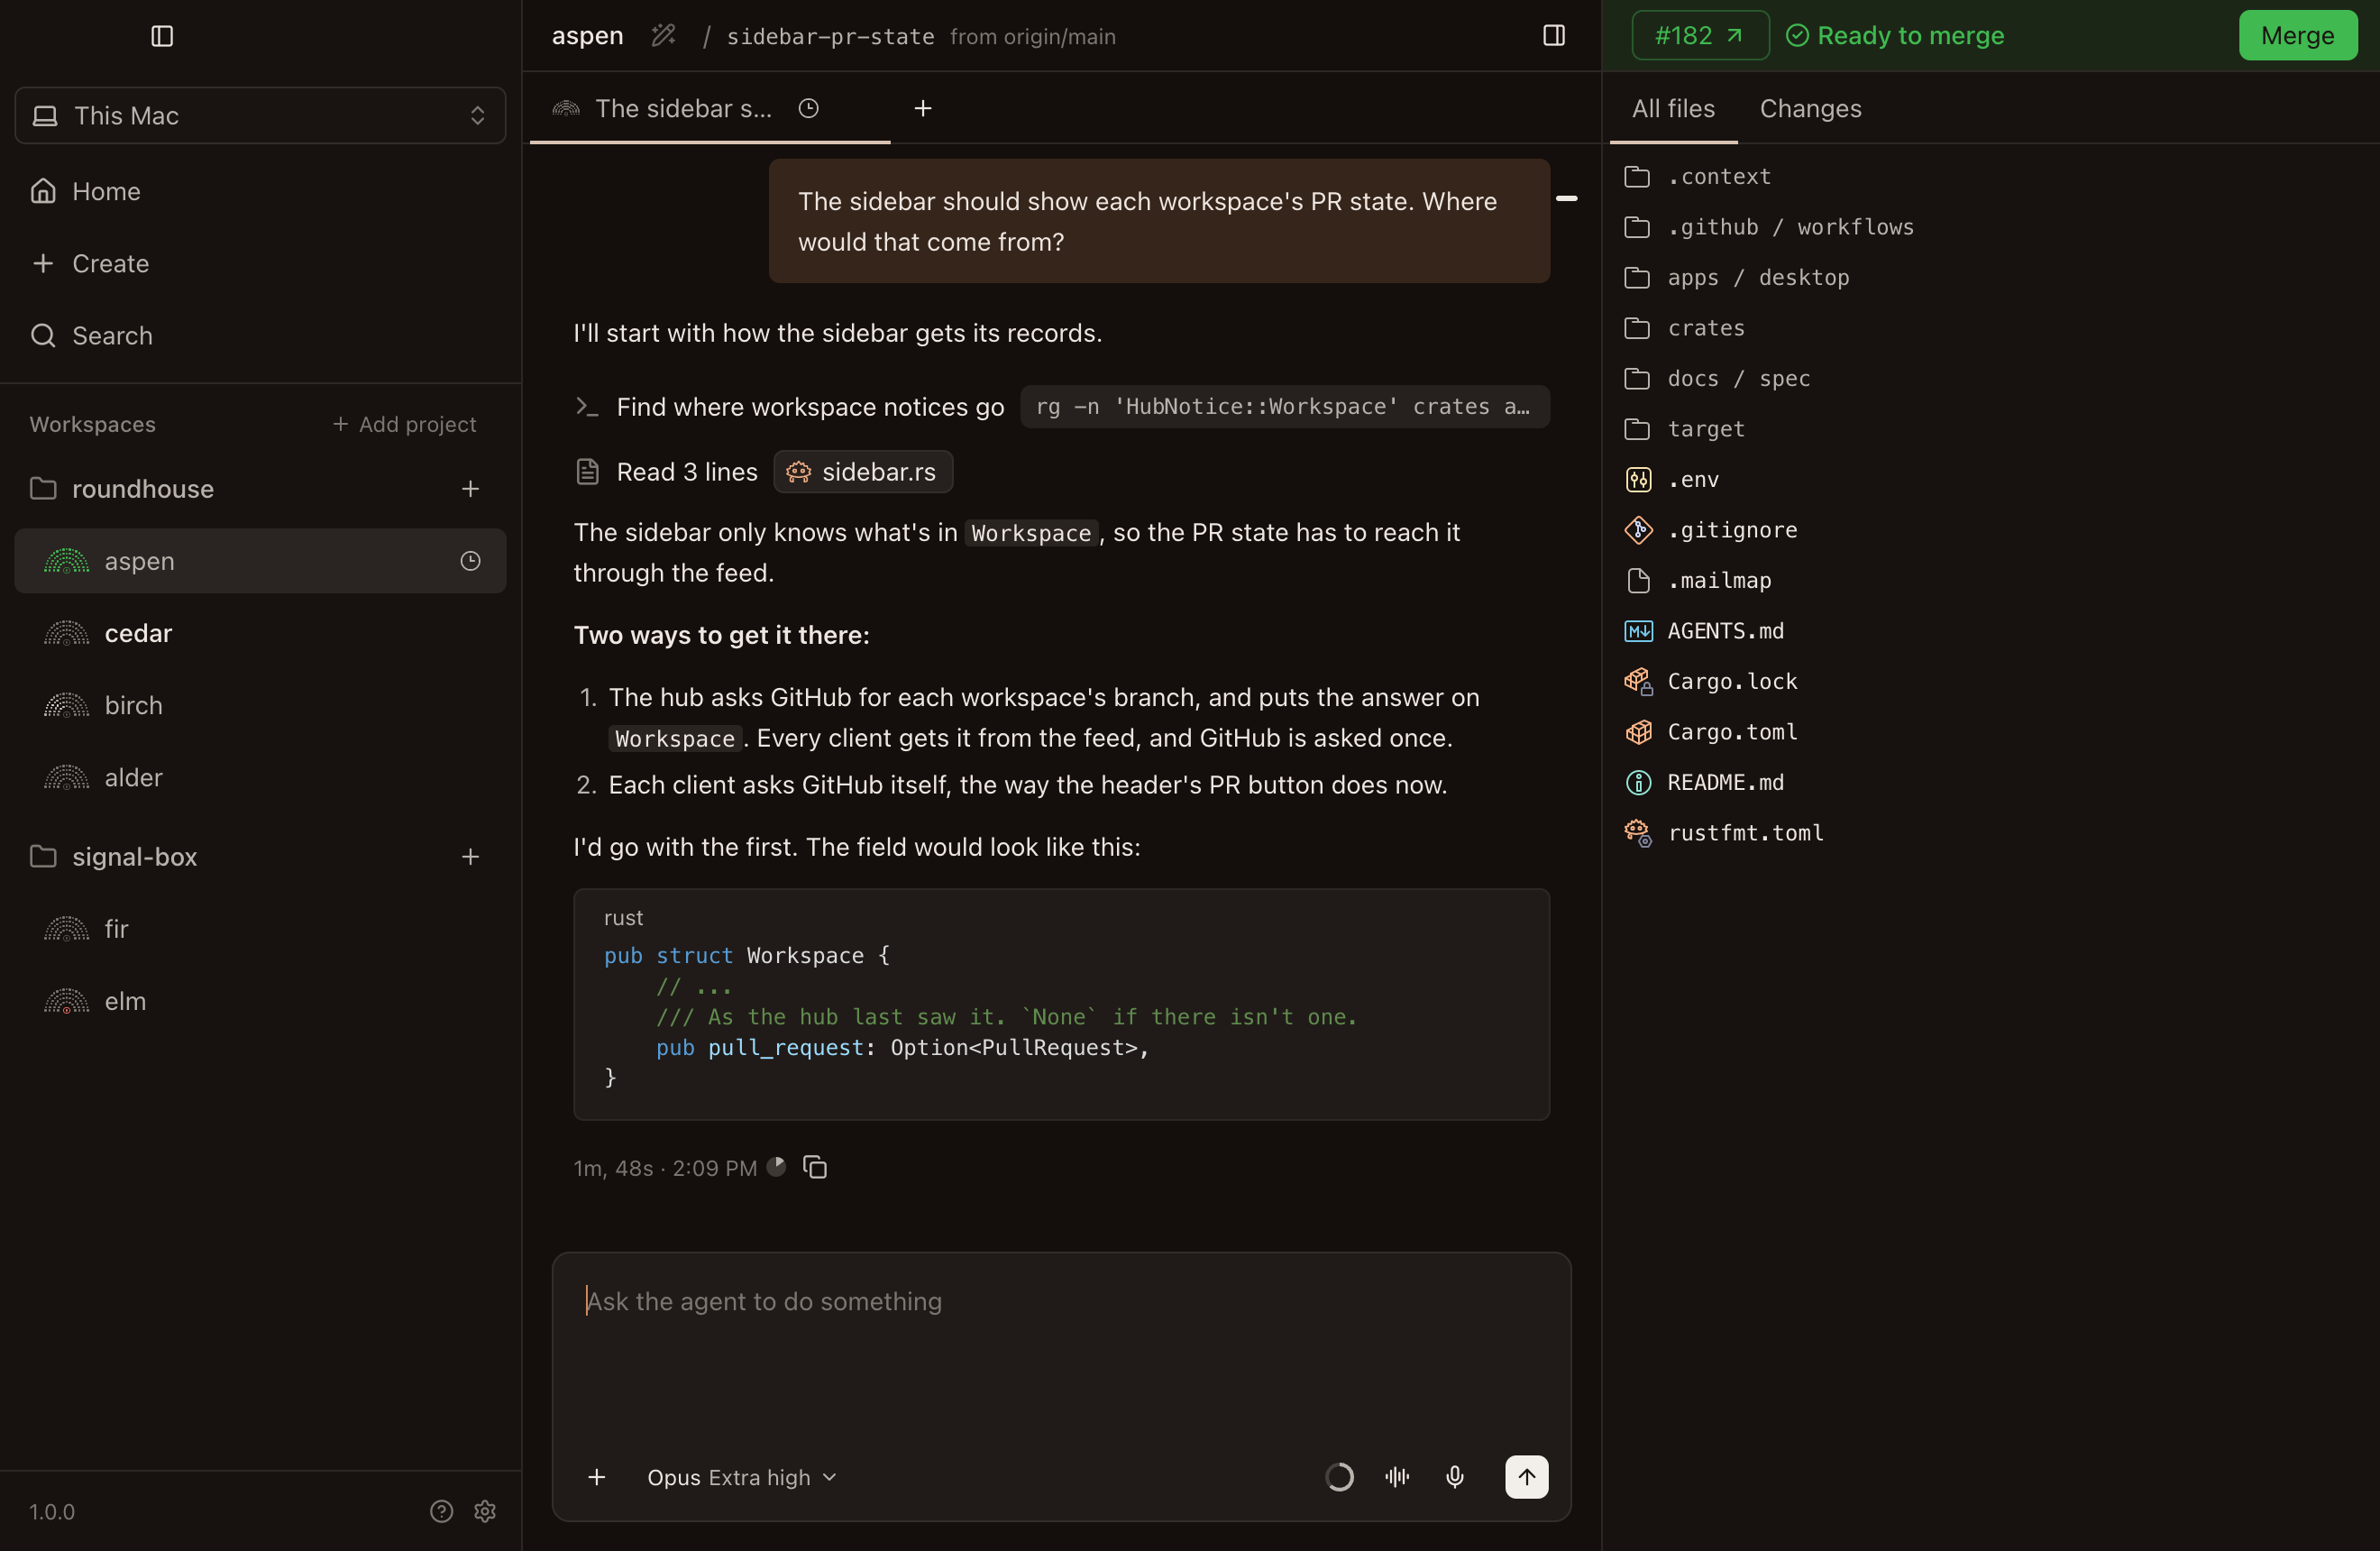 This Mac
Home
Create
Search
Workspaces
+ Add project
roundhouse
aspen
cedar
birch
alder
signal-box
fir
elm
1.0.0
aspen / sidebar-pr-state from origin/main
The sidebar s...
The sidebar should show each workspace's PR state. Where
would that come from?
I'll start with how the sidebar gets its records.
Find where workspace notices go rg -n 'HubNotice::Workspace' crates a…
Read 3 lines sidebar.rs
The sidebar only knows what's in Workspace, so the PR state has to reach it
through the feed.
Two ways to get it there:
1. The hub asks GitHub for each workspace's branch, and puts the answer on
Workspace. Every client gets it from the feed, and GitHub is asked once.
2. Each client asks GitHub itself, the way the header's PR button does now.
I'd go with the first. The field would look like this:
rust
pub struct Workspace {
// ...
/// As the hub last saw it. `None` if there isn't one.
pub pull_request: Option<PullRequest>,
}
1m, 48s · 2:09 PM
Ask the agent to do something
Opus Extra high
#182 Ready to merge
Merge
All files Changes
.context
.github / workflows
apps / desktop
crates
docs / spec
target
.env
.gitignore
.mailmap
AGENTS.md
Cargo.lock
Cargo.toml
README.md
rustfmt.toml